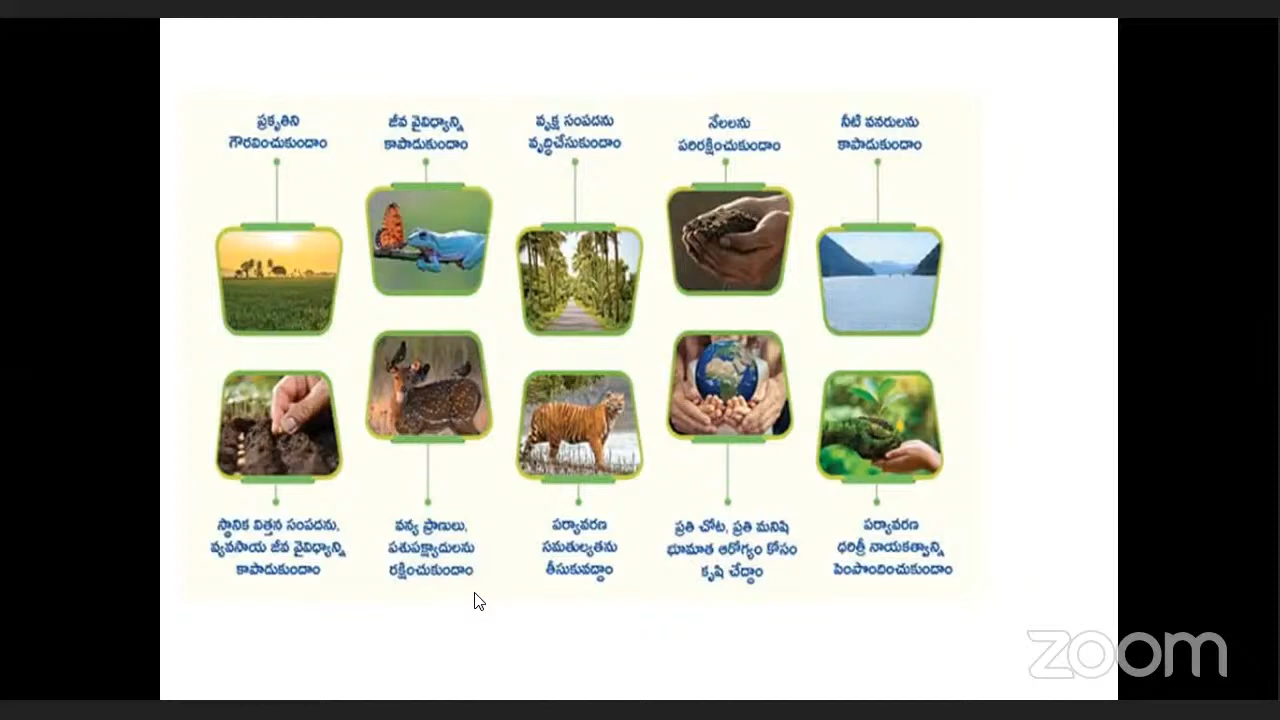 ప్రకృతిని
గౌరవించుకుందాం
జీవ వైవిధ్యాన్ని
కాపాడుకుందాం
వృక్ష సంపదను
వృద్ధిచేసుకుందాం
నేలలను
పరిరక్షించుకుందాం
నీటి వనరులను
కాపాడుకుందాం
స్థానిక విత్తన సంపదను,
వ్యవసాయ జీవ వైవిధ్యాన్ని
కాపాడుకుందాం
వన్య ప్రాణులు,
పశుపక్ష్యాదులను
రక్షించుకుందాం
పర్యావరణ
సమతుల్యతను
తీసుకువద్దాం
ప్రతి చోట, ప్రతి మనిషి
భూమాత ఆరోగ్యం కోసం
కృషి చేద్దాం
పర్యావరణ
ధరిత్రీ నాయకత్వాన్ని
పెంపొందించుకుందాం
zoom